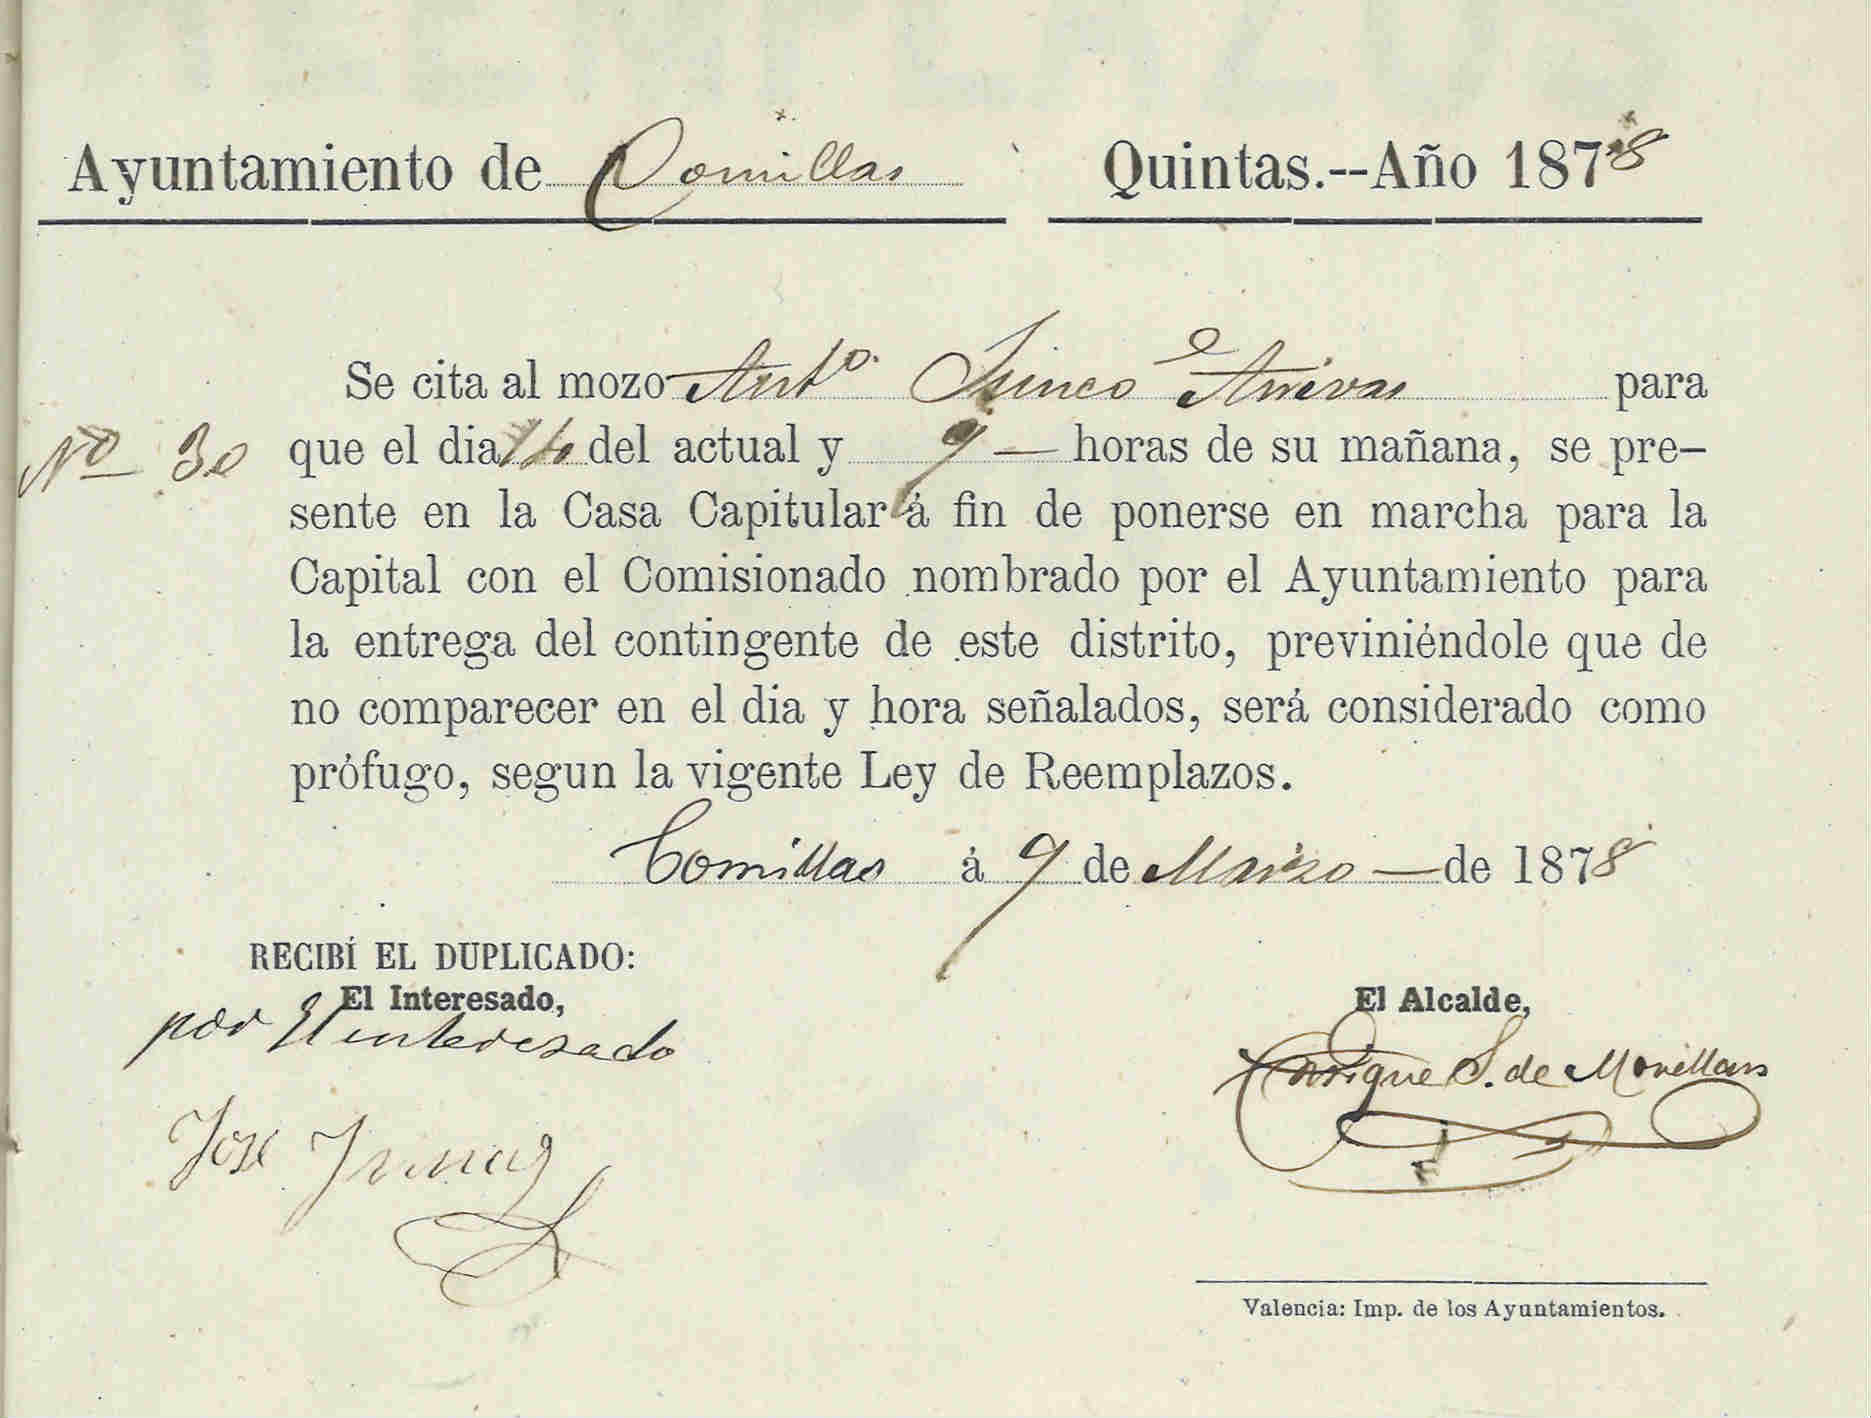 Ayuntamiento de Comillas Quintas.--Año 1878
Se cita al mozo Antº para
Nº 30 que el dia 14 del actual y 9 — horas de su mañana, se pre-
sente en la Casa Capitular á fin de ponerse en marcha para la
Capital con el Comisionado nombrado por el Ayuntamiento para
la entrega del contingente de este distrito, previniéndole que de
no comparecer en el dia y hora señalados, será considerado como
prófugo, segun la vigente Ley de Reemplazos.
Comillas á 9 de Marzo — de 1878
RECIBÍ EL DUPLICADO:
El Interesado,
por El interesado
José
El Alcalde,
Enrique S. de Movellan
Valencia: Imp. de los Ayuntamientos.